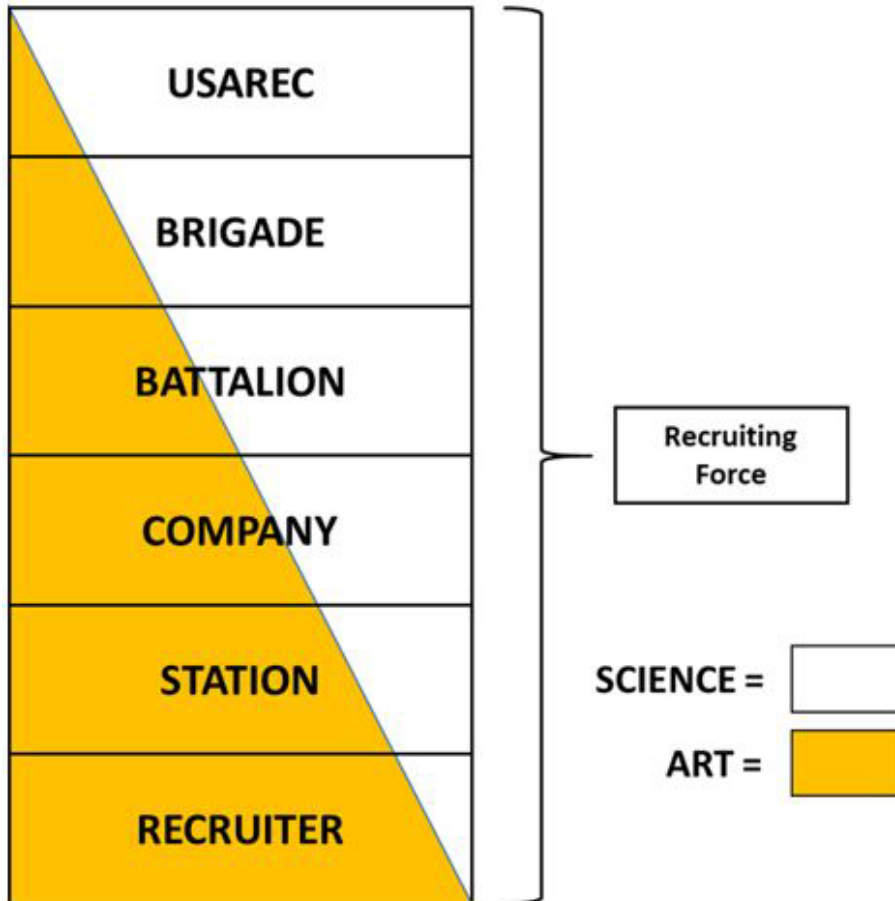 USAREC
BRIGADE
BATTALION
COMPANY
STATION
RECRUITER
Recruiting
Force
SCIENCE =
ART =